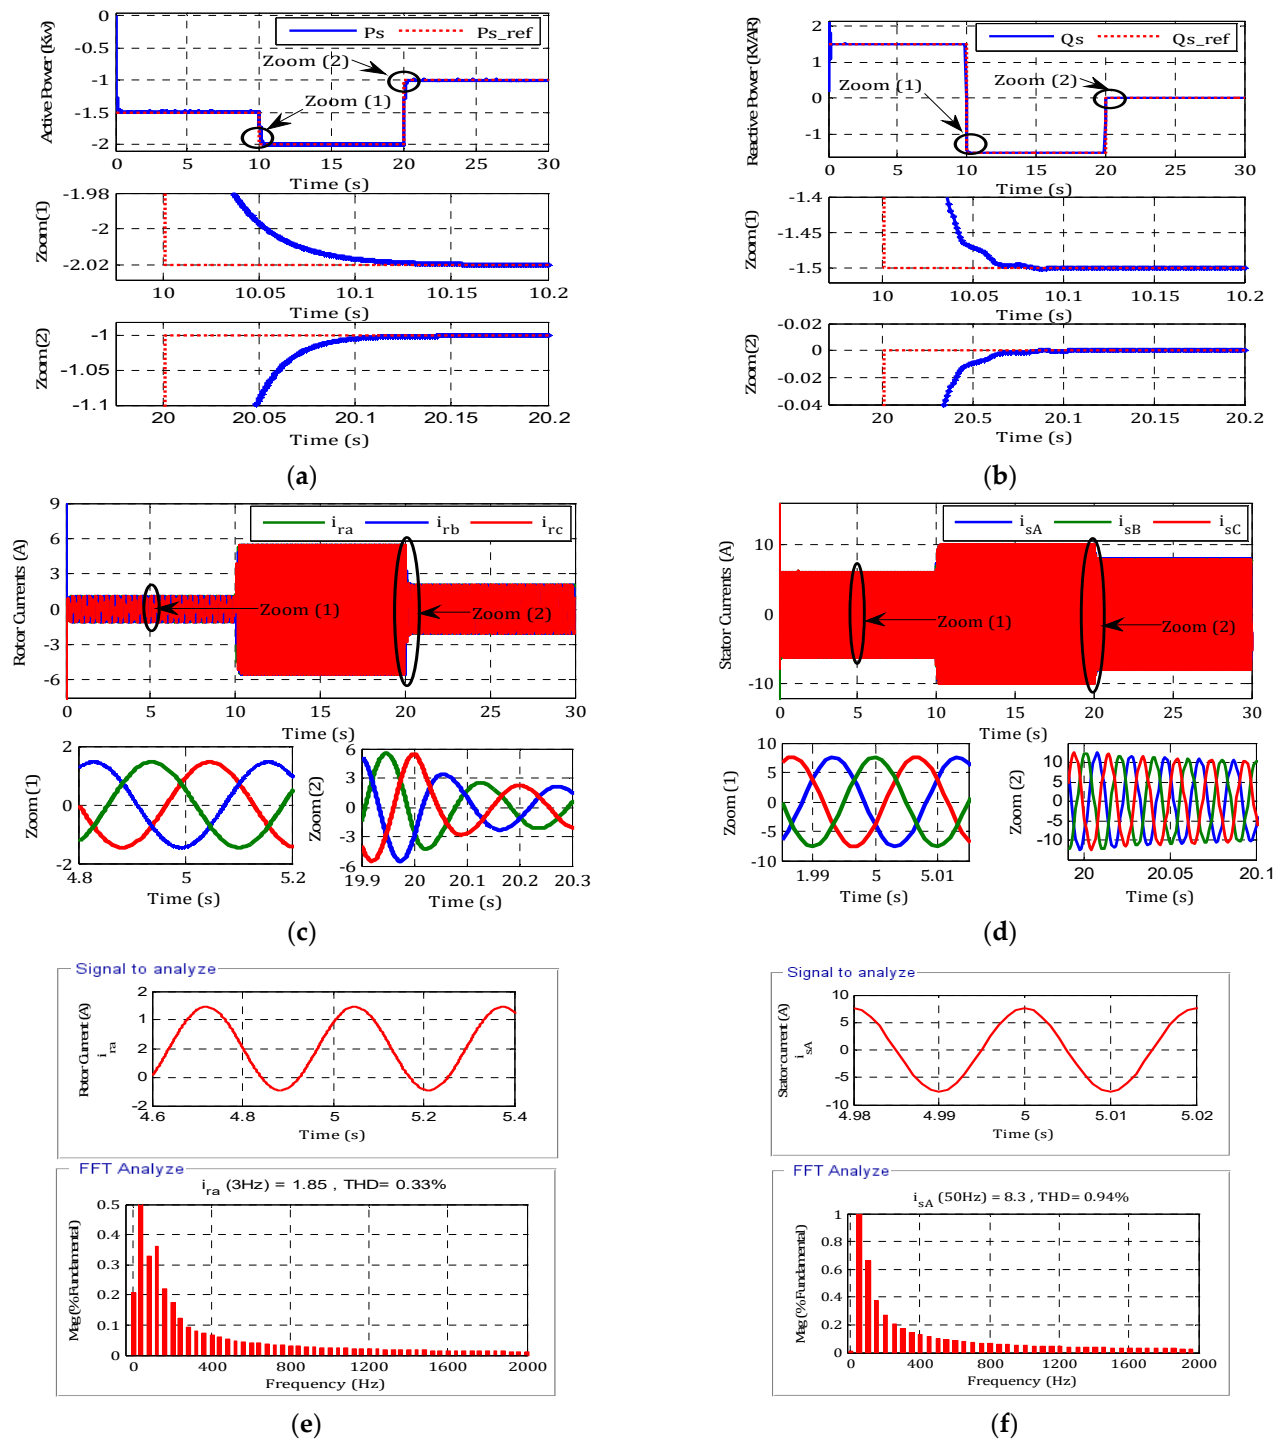 Active Power (Kw)
0
-0.5
-1
-1.5
-2
Ps
Ps_ref
Zoom (2)
Zoom (1)
0 5 10 15 20 25 30
Time (s)
Zoom(1)
-1.98
-2
-2.02
10 10.05 10.1 10.15 10.2
Time (s)
Zoom(2)
-1
-1.05
-1.1
20 20.05 20.1 20.15 20.2
Time (s)
(a)
Reactive Power (KVAR)
2
1
0
-1
Qs
Qs_ref
Zoom (1)
Zoom (2)
0 5 10 15 20 25 30
Time (s)
Zoom(1)
-1.4
-1.45
-1.5
10 10.05 10.1 10.15 10.2
Time (s)
Zoom(2)
-0.02
0
-0.02
-0.04
20 20.05 20.1 20.15 20.2
Time (s)
(b)
Rotor Currents (A)
9
6
3
0
-3
-6
i_ra i_rb i_rc
Zoom (1)
Zoom (2)
0 5 10 15 20 25 30
Time (s)
Zoom (1)
2
0
-2
4.8 5 5.2
Time (s)
Zoom(2)
6
3
0
-3
-6
19.9 20 20.1 20.2 20.3
Time (s)
(c)
Stator Currents (A)
10
0
-10
i_sA i_sB i_sC
Zoom (1)
Zoom (2)
0 5 10 15 20 25 30
Time (s)
Zoom (1)
10
5
0
-5
-10
1.99 5 5.01
Time (s)
Zoom (2)
10
5
0
-5
-10
20 20.05 20.1
Time (s)
(d)
Signal to analyze
Rotor Current (A)
i_ra
2
1
2
0
-2
4.6 4.8 5 5.2 5.4
Time (s)
FFT Analyze
i_ra (3Hz) = 1.85 , THD= 0.33%
Mag (% Fundamental)
0.5
0.4
0.3
0.2
0.1
0
0 400 800 1200 1600 2000
Frequency (Hz)
(e)
Signal to analyze
Stator current (A)
i_sA
10
5
0
-5
-10
4.98 4.99 5 5.01 5.02
Time (s)
FFT Analyze
i_sA (50Hz) = 8.3 , THD= 0.94%
Mag (% Fundamental)
1
0.8
0.6
0.4
0.2
0
0 400 800 1200 1600 2000
Frequency (Hz)
(f)